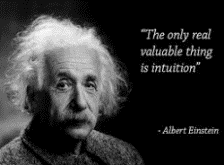 “The only real
valuable thing
is intuition”
- Albert Einstein